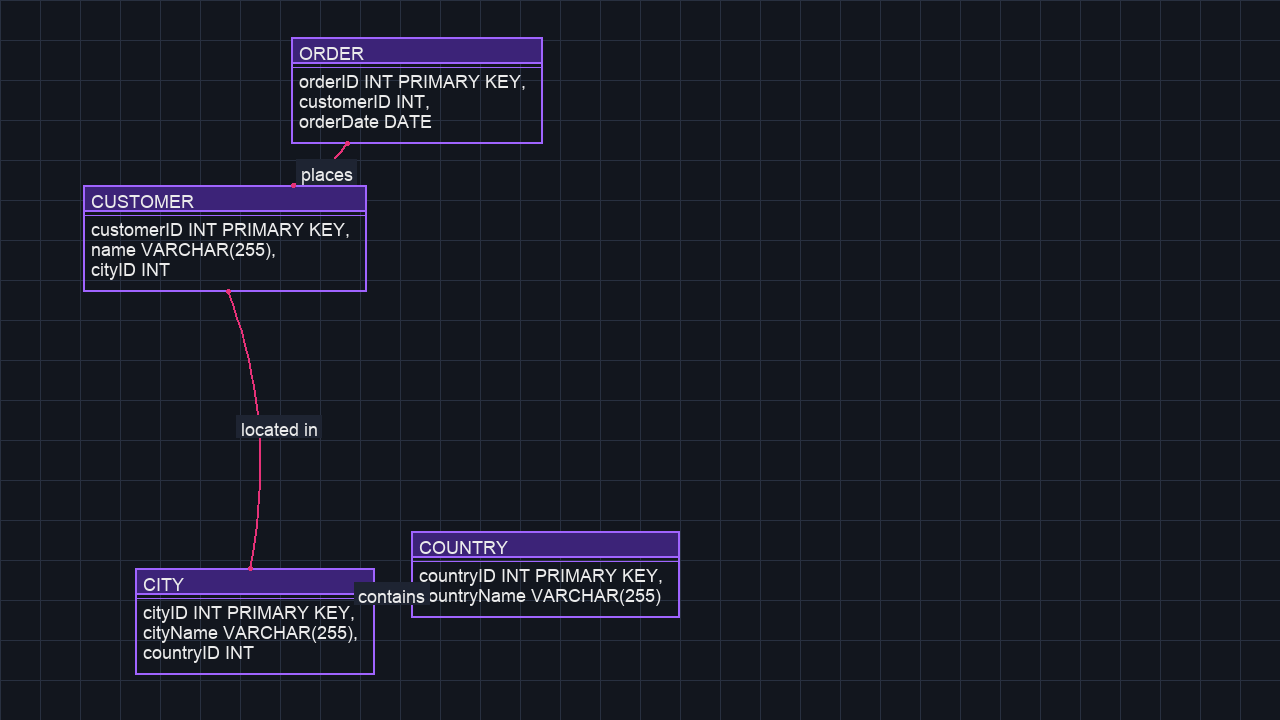 ORDER
orderID INT PRIMARY KEY,
customerID INT,
orderDate DATE
places
CUSTOMER
customerID INT PRIMARY KEY,
name VARCHAR(255),
cityID INT
located in
CITY
cityID INT PRIMARY KEY,
cityName VARCHAR(255),
countryID INT
contains
COUNTRY
countryID INT PRIMARY KEY,
ountryName VARCHAR(255)